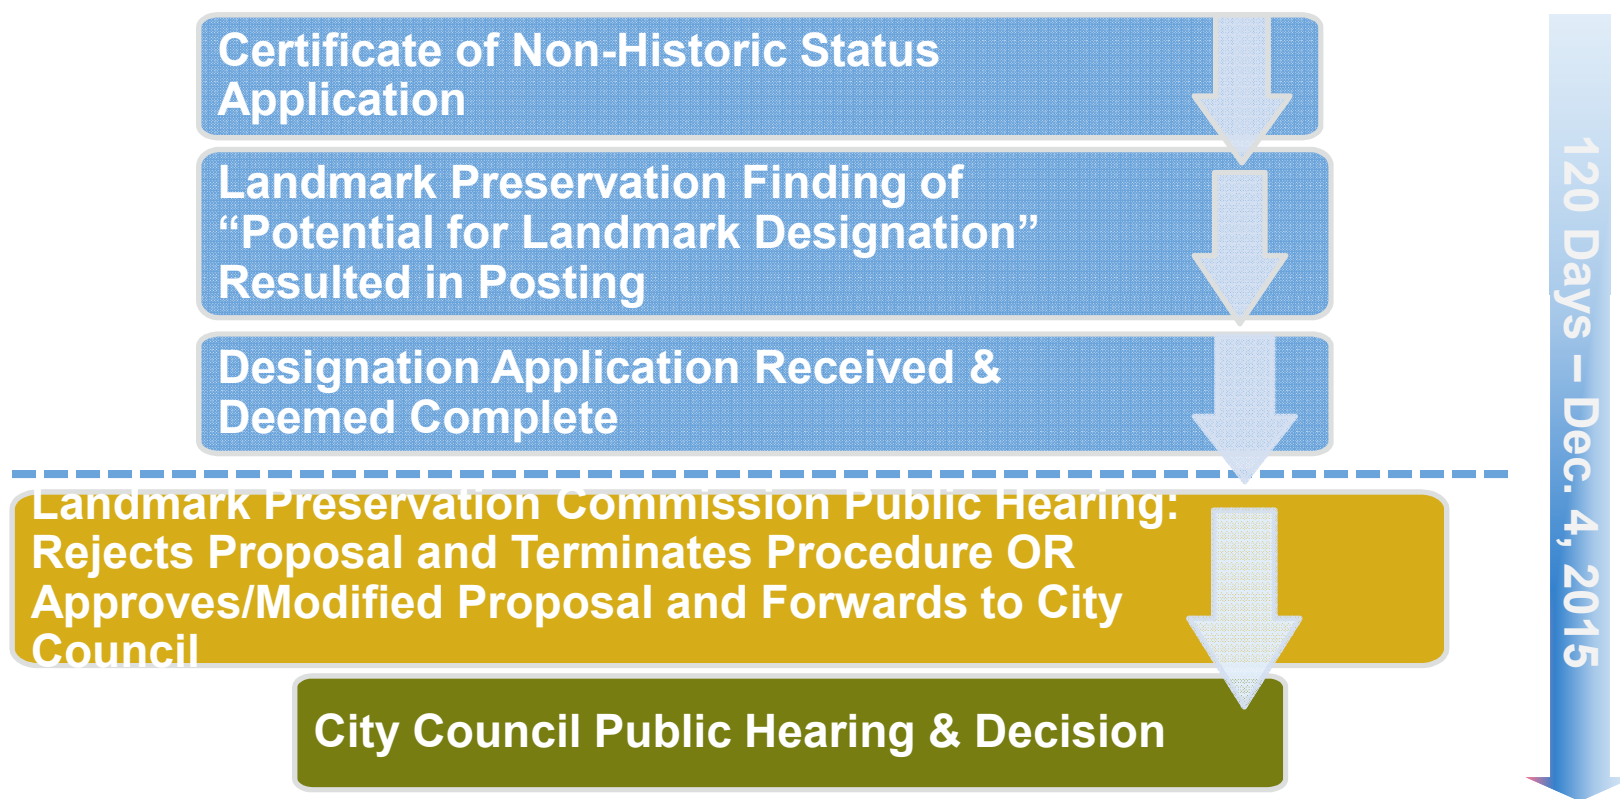 Certificate of Non-Historic Status
Application
Landmark Preservation Finding of
“Potential for Landmark Designation”
Resulted in Posting
Designation Application Received &
Deemed Complete
Landmark Preservation Commission Public Hearing:
Rejects Proposal and Terminates Procedure OR
Approves/Modified Proposal and Forwards to City
Council
City Council Public Hearing & Decision
120 Days – Dec. 4, 2015